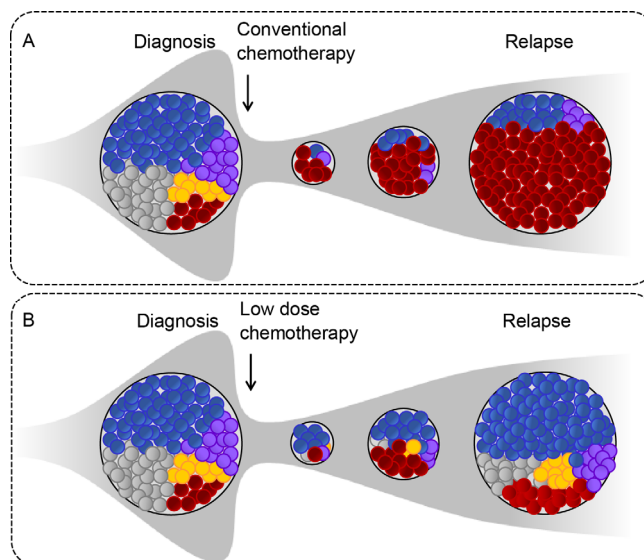 A
Diagnosis
Conventional
chemotherapy
Relapse
B
Diagnosis
Low dose
chemotherapy
Relapse